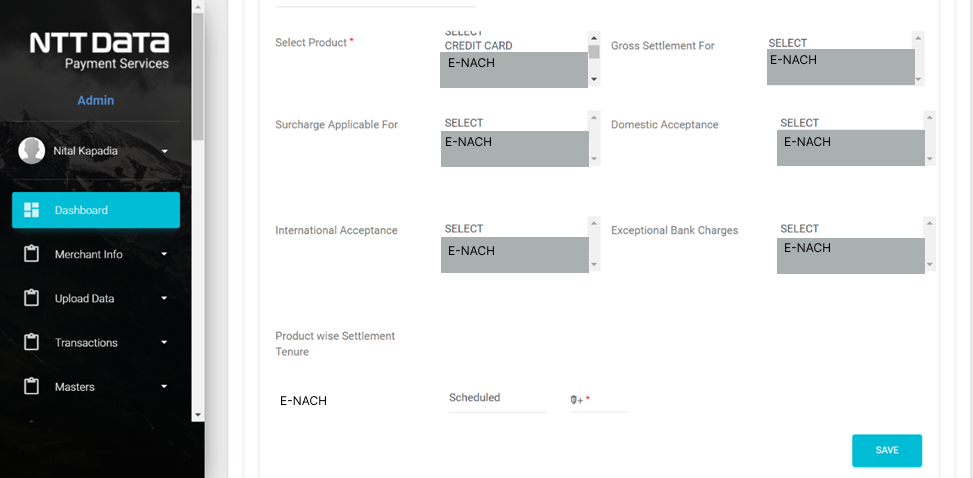 NTT DATA
Payment Services
Admin
Nital Kapadia
Dashboard
Merchant Info
Upload Data
Transactions
Masters
Select Product *
SELECT
CREDIT CARD
E-NACH
Gross Settlement For
SELECT
E-NACH
Surcharge Applicable For
SELECT
E-NACH
Domestic Acceptance
SELECT
E-NACH
International Acceptance
SELECT
E-NACH
Exceptional Bank Charges
SELECT
E-NACH
Product wise Settlement
Tenure
E-NACH
Scheduled
+ *
SAVE